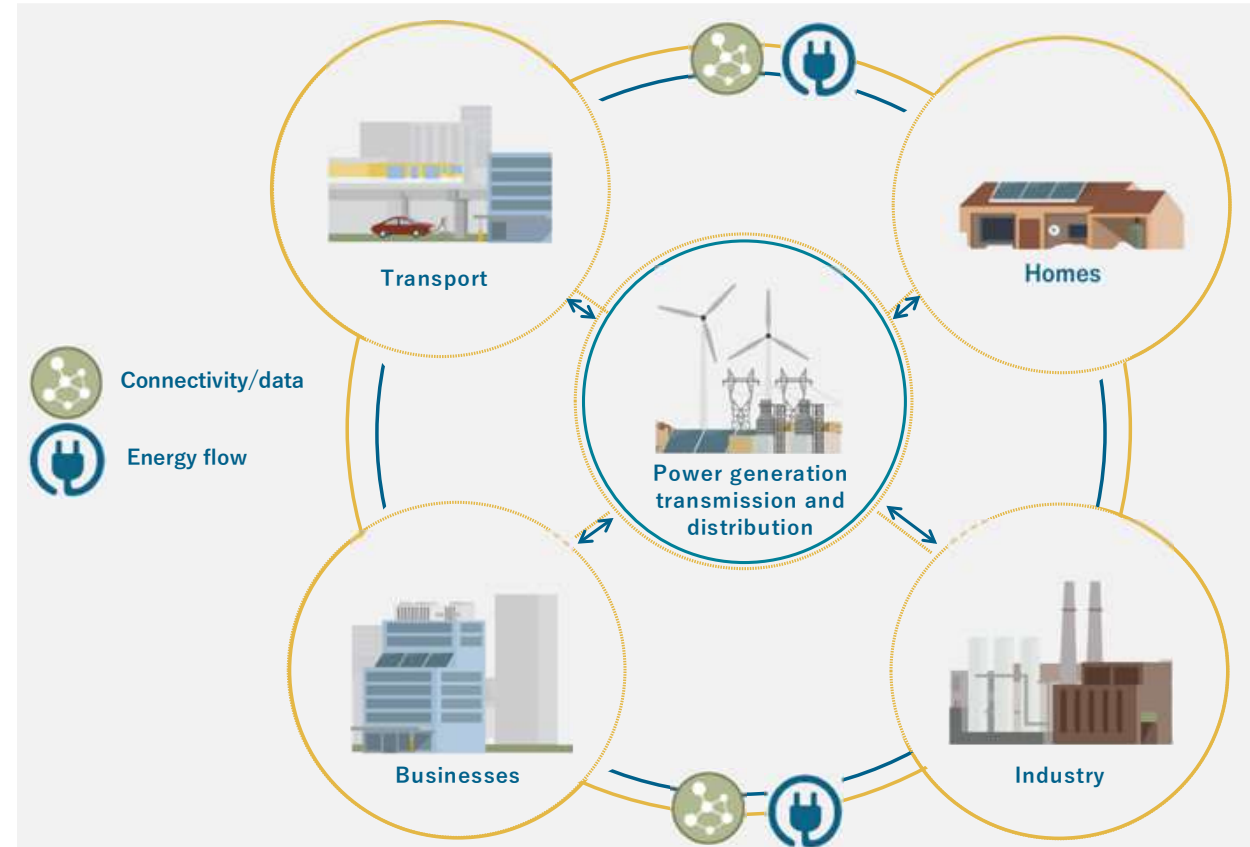 Transport
Homes
Connectivity/data
Energy flow
Power generation
transmission and
distribution
Businesses
Industry